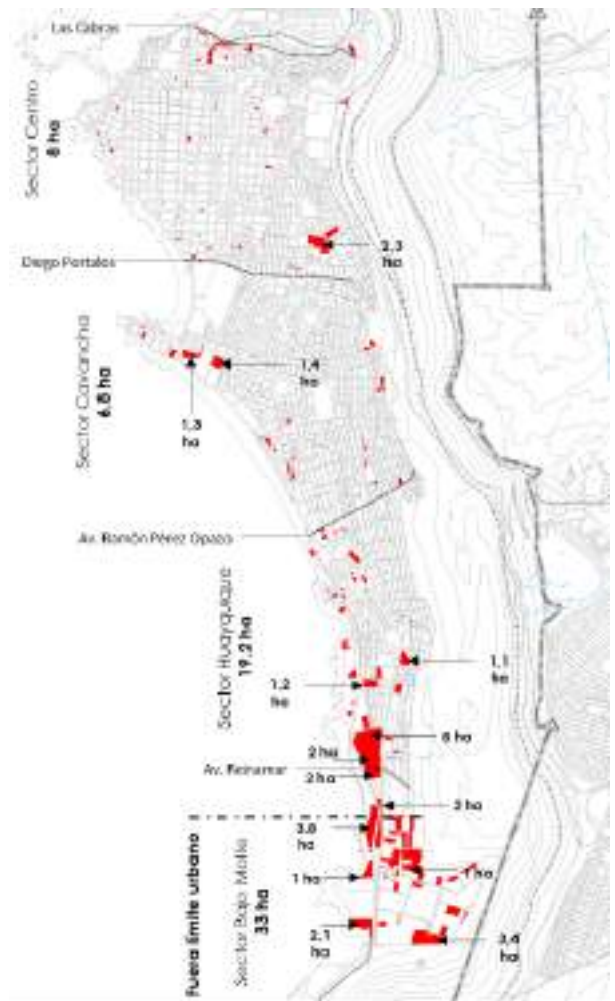 Las Cabras
Sector Centro
8 ha
2,3
ha
Diego Portales
Sector Cavancha
6.8 ha
1,4
ha
1,3
ha
Av. Ramón Pérez Opazo
Sector Huayquique
19,2 ha
1,1
ha
1,2
ha
8 ha
2 ha
Av. Reinamar
2 ha
2 ha
3,8
ha
Fuera límite urbano
Sector Bajo Molle
33 ha
1 ha
1 ha
2,1
ha
3,4
ha